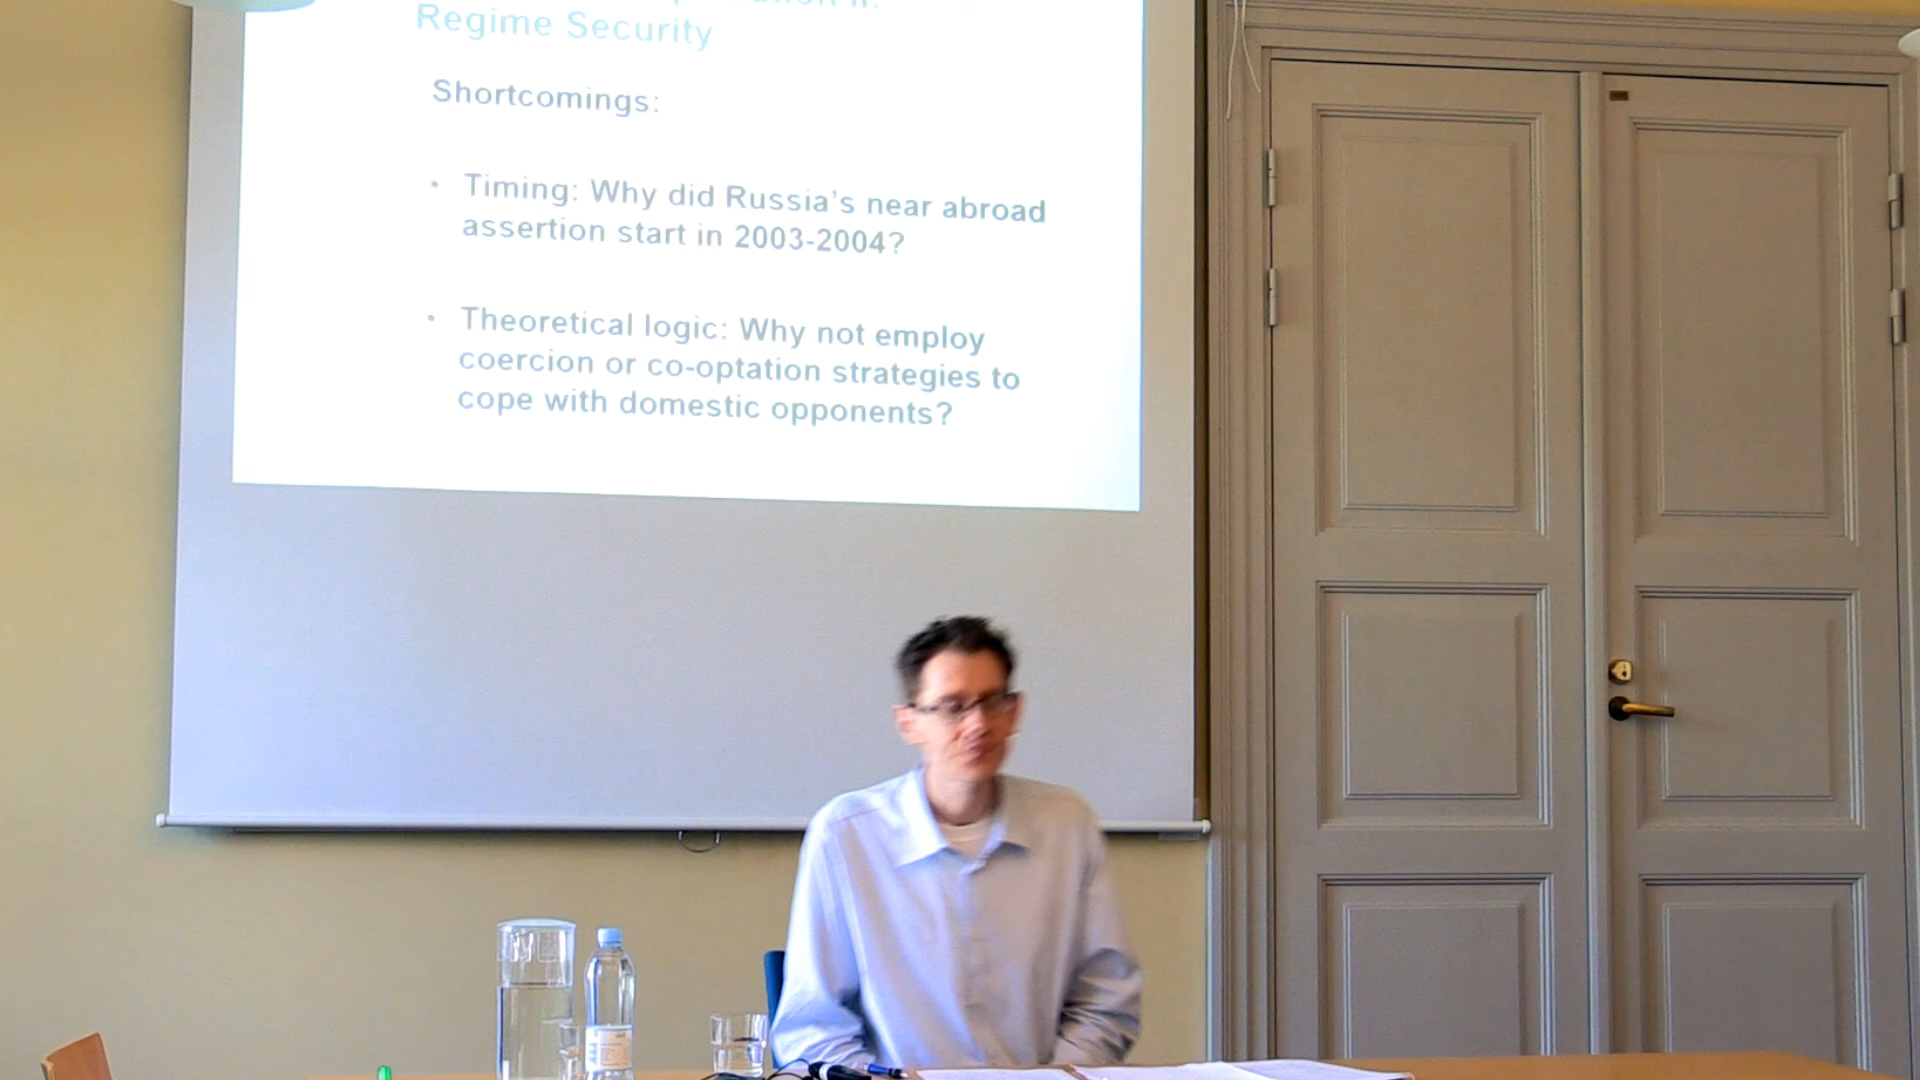 Regime Security
Shortcomings:
• Timing: Why did Russia's near abroad
assertion start in 2003-2004?
• Theoretical logic: Why not employ
coercion or co-optation strategies to
cope with domestic opponents?